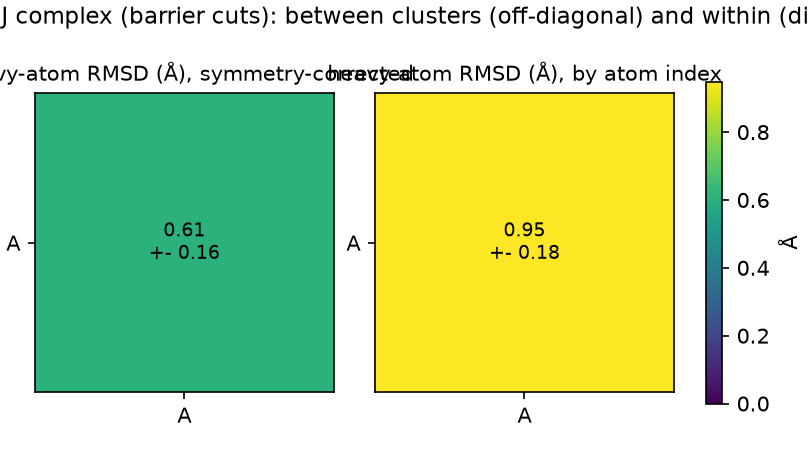 J complex (barrier cuts): between clusters (off-diagonal) and within (di
vy-atom RMSD (Å), symmetry-corrected
heavy-atom RMSD (Å), by atom index
0.8
0.6
0.4
0.2
0.0
Å
A
0.61
+- 0.16
A
A
0.95
+- 0.18
A